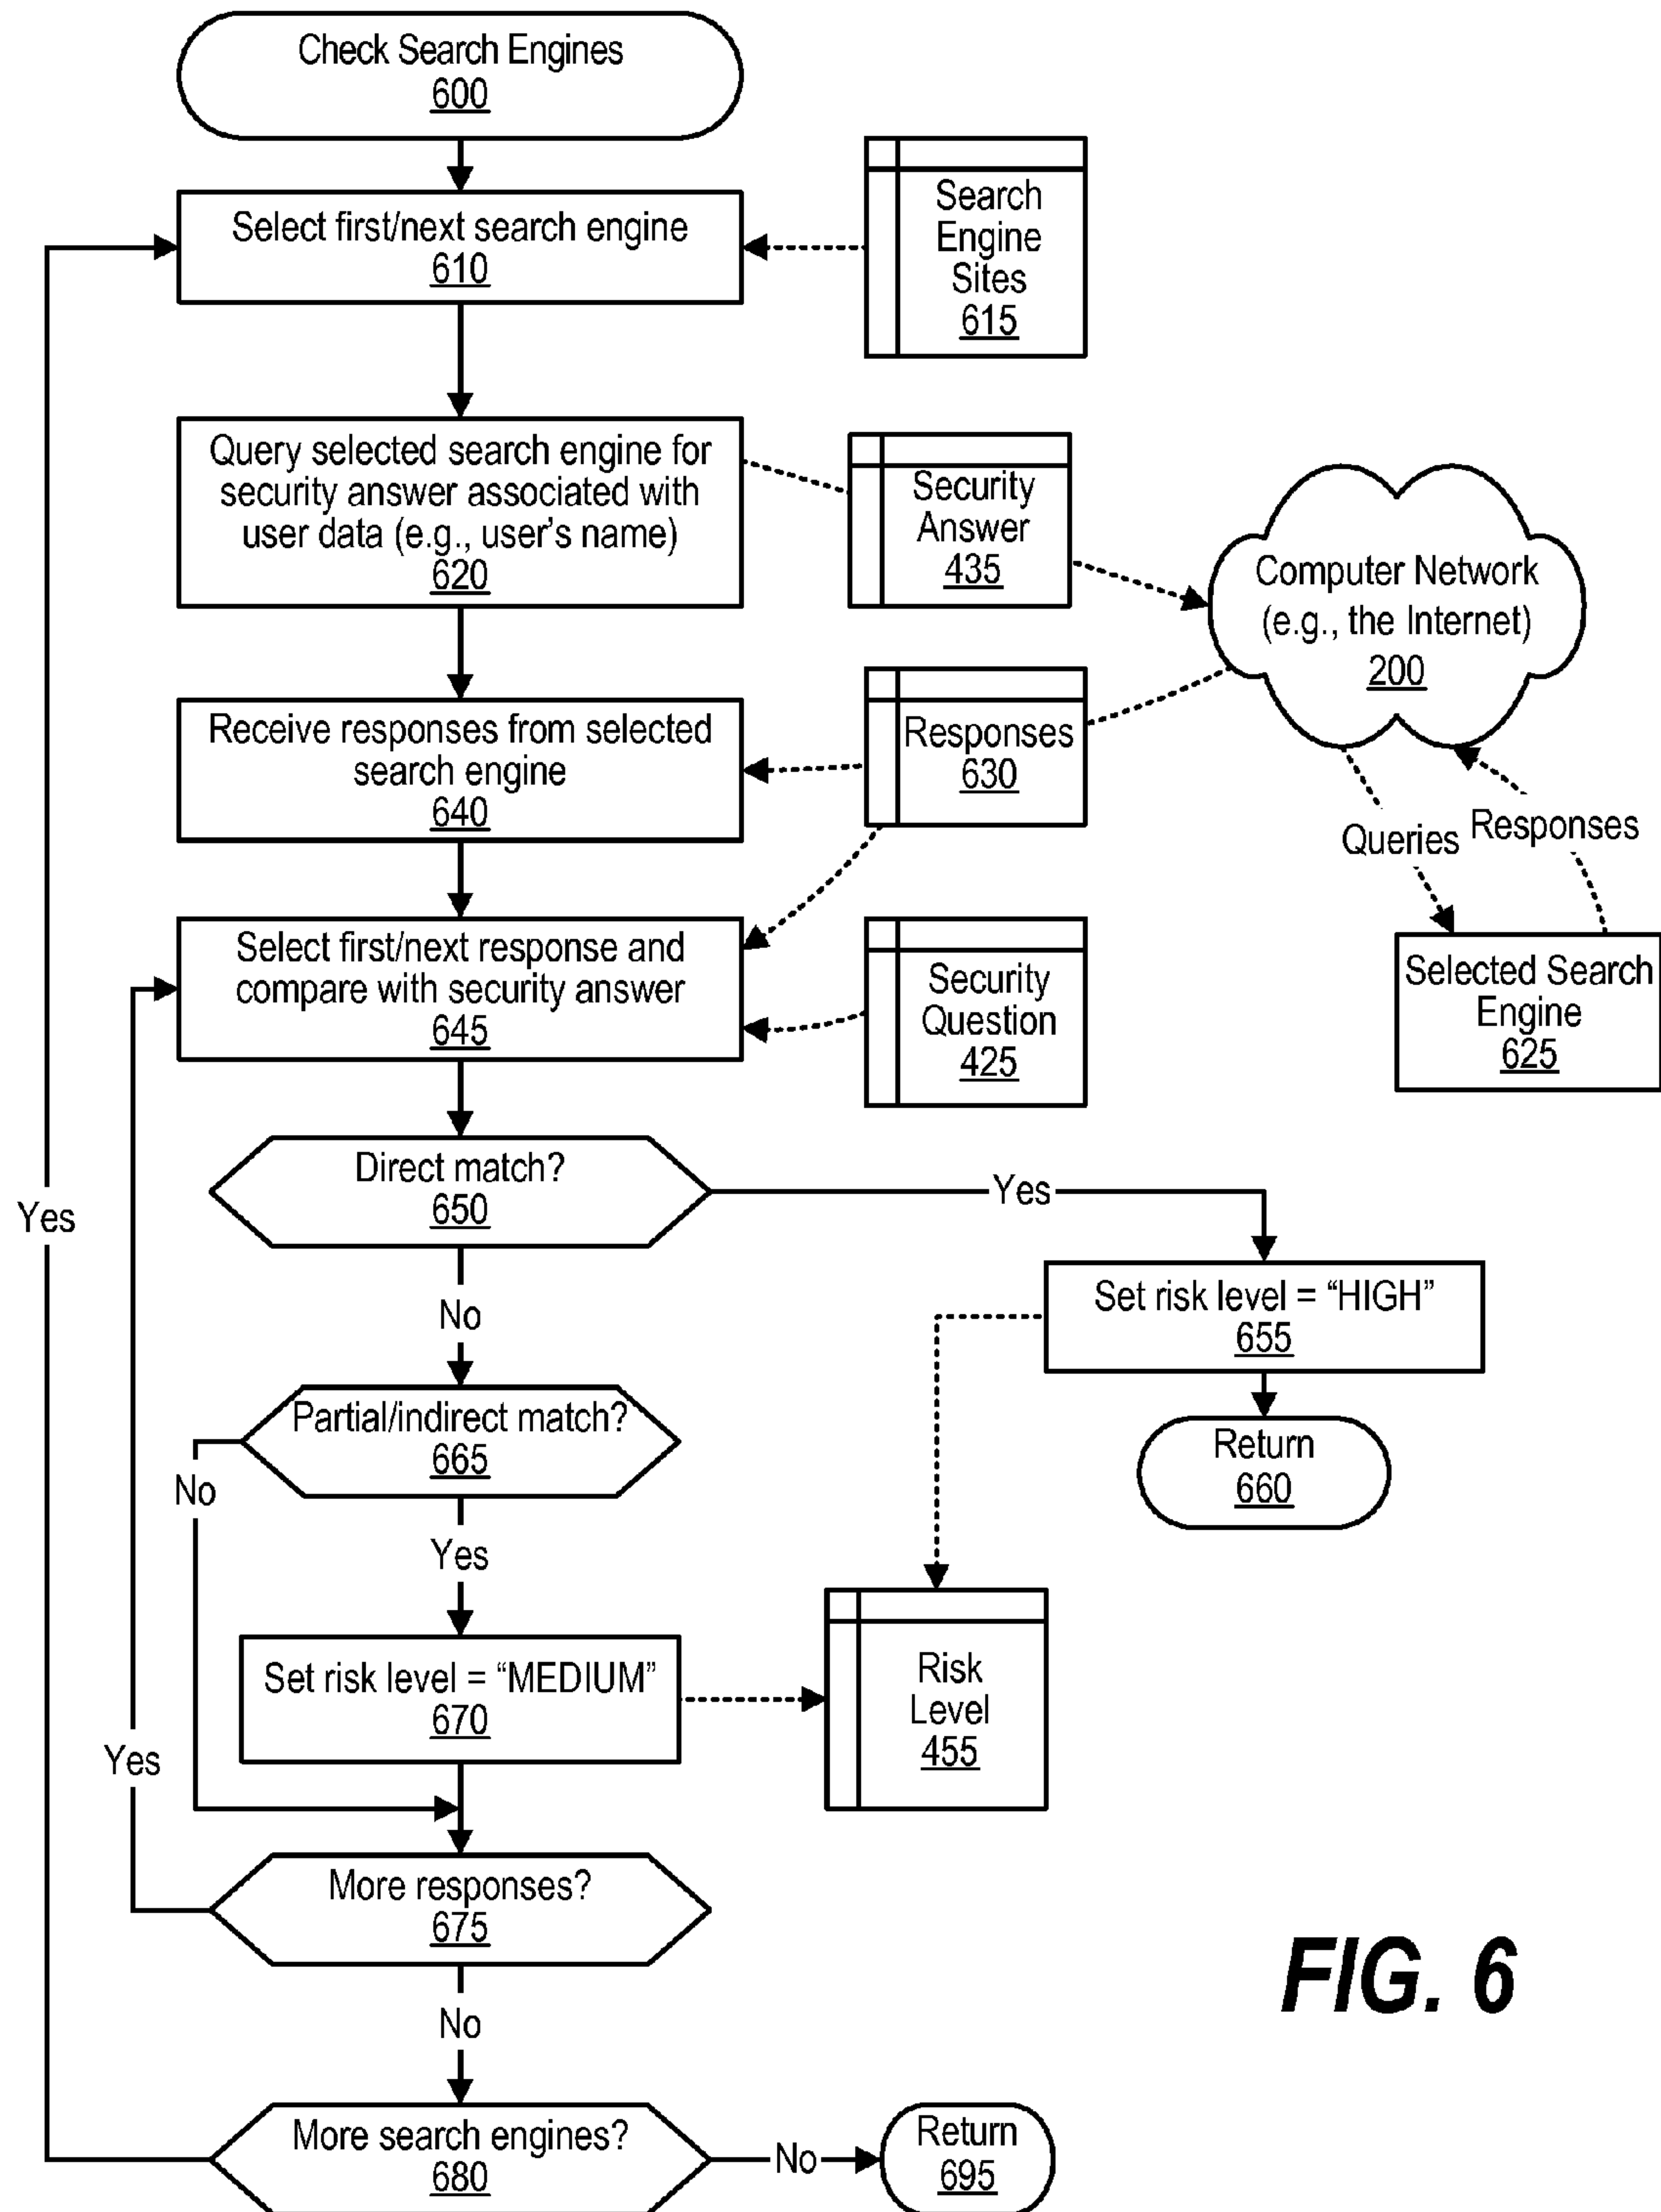 Check Search Engines
600
Select first/next search engine
610
Search
Engine
Sites
615
Query selected search engine for
security answer associated with
user data (e.g., user's name)
620
Security
Answer
435
Computer Network
(e.g., the Internet)
200
Receive responses from selected
search engine
640
Responses
630
Queries
Responses
Select first/next response and
compare with security answer
645
Security
Question
425
Selected Search
Engine
625
Direct match?
650
Yes
Yes
No
Set risk level = “HIGH”
655
Partial/indirect match?
665
Return
660
No
Yes
Set risk level = “MEDIUM”
670
Risk
Level
455
Yes
More responses?
675
No
More search engines?
680
No
Return
695
FIG. 6